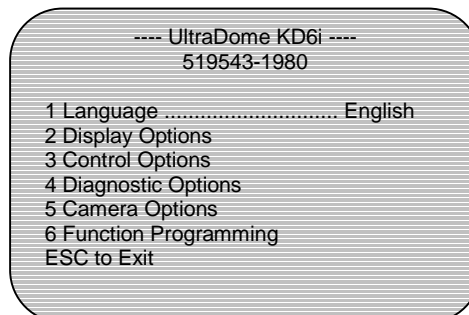 ---- UltraDome KD6i ----
519543-1980
1 Language ............................. English
2 Display Options
3 Control Options
4 Diagnostic Options
5 Camera Options
6 Function Programming
ESC to Exit